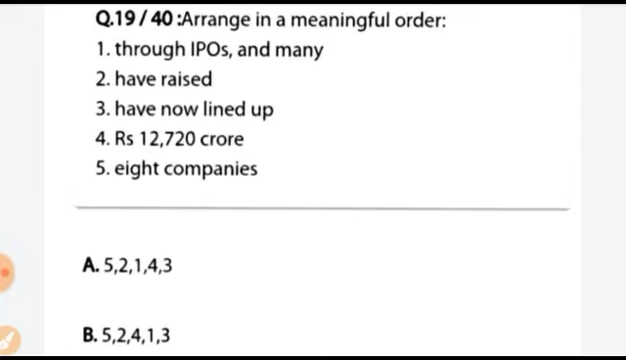 Q.19 / 40 :Arrange in a meaningful order:
1. through IPOs, and many
2. have raised
3. have now lined up
4. Rs 12,720 crore
5. eight companies
A. 5,2,1,4,3
B. 5,2,4,1,3